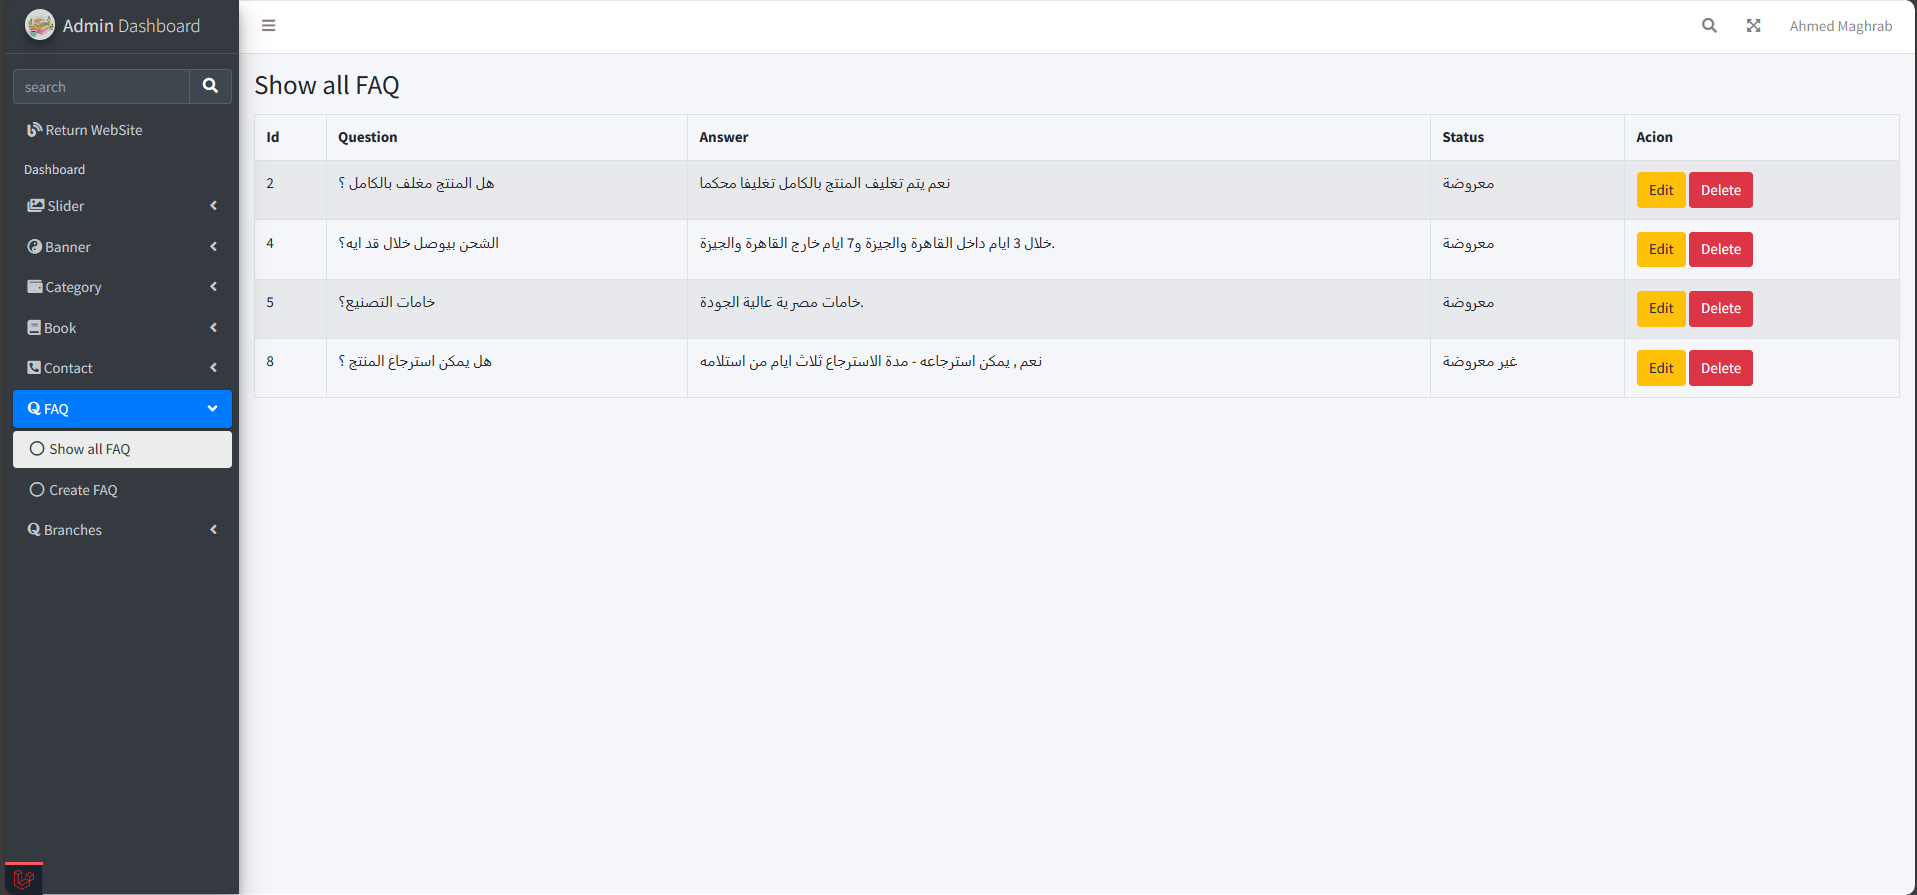 Admin Dashboard
Ahmed Maghrab
search
Return WebSite
Dashboard
Slider
Banner
Category
Book
Contact
FAQ
Show all FAQ
Create FAQ
Branches
Show all FAQ
Id Question Answer Status Acion
2 هل المنتج مغلف بالكامل ؟ نعم يتم تغليف المنتج بالكامل تغليفا محكما معروضة Edit Delete
4 الشحن بيوصل خلال قد ايه؟ خلال 3 ايام داخل القاهرة والجيزة و7 ايام خارج القاهرة والجيزة. معروضة Edit Delete
5 خامات التصنيع؟ خامات مصرية عالية الجودة. معروضة Edit Delete
8 هل يمكن استرجاع المنتج ؟ نعم , يمكن استرجاعه - مدة الاسترجاع ثلاث ايام من استلامه غير معروضة Edit Delete